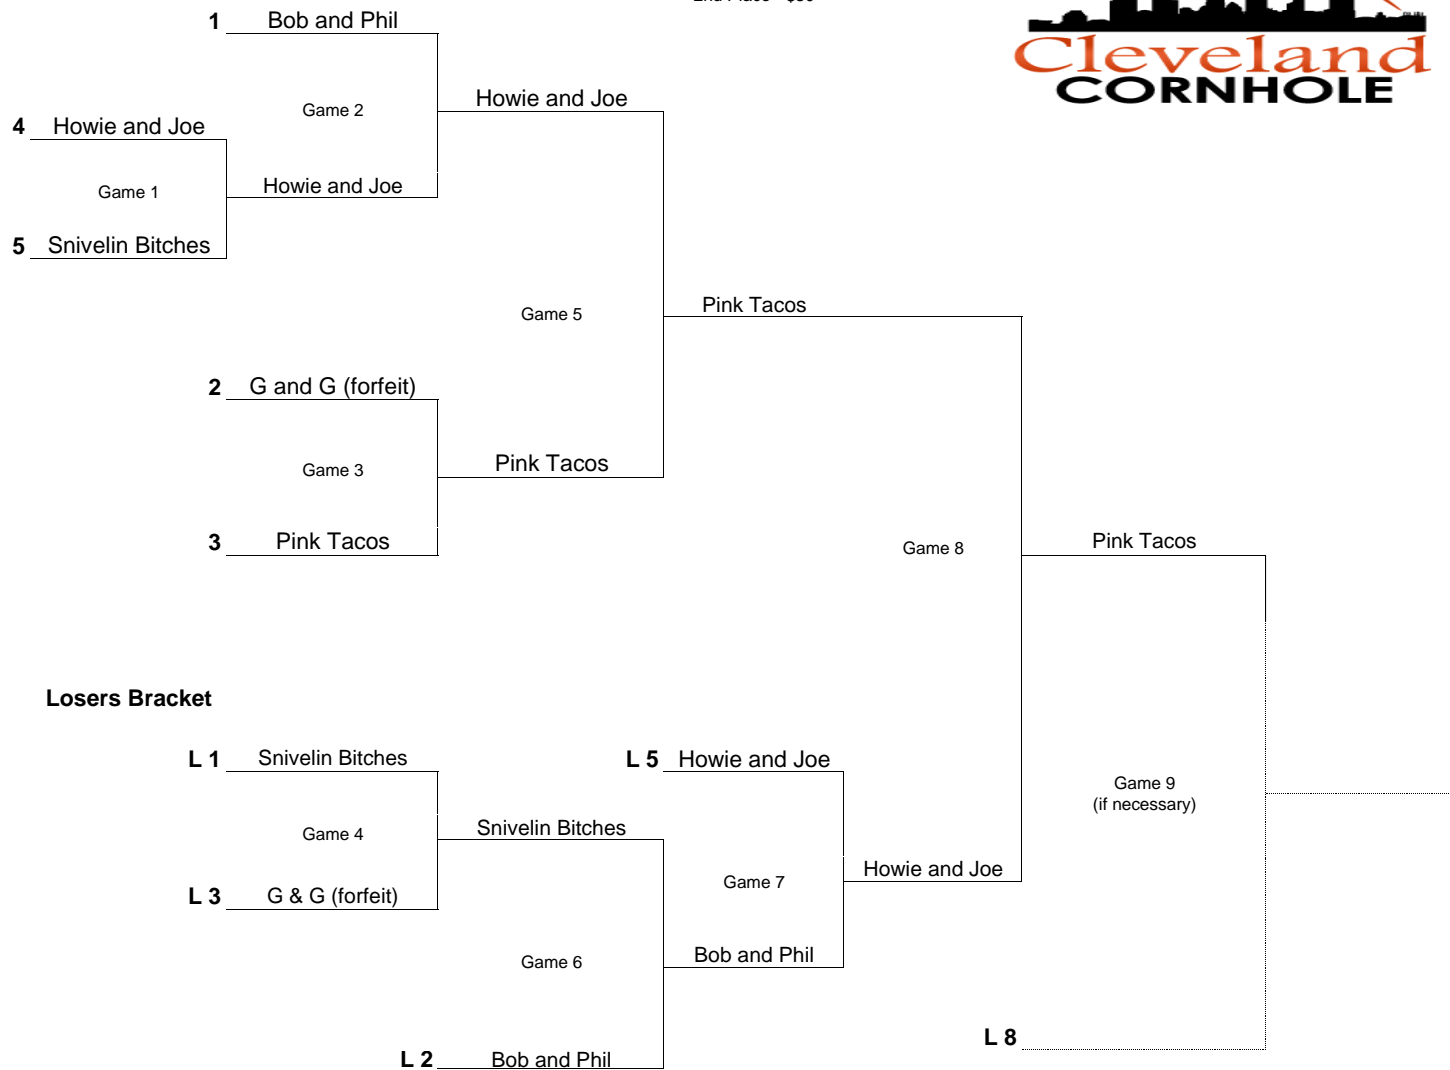 1 Bob and Phil
Cleveland
CORNHOLE
Game 2
Howie and Joe
4 Howie and Joe
Game 1
Howie and Joe
5 Snivelin Bitches
Game 5
Pink Tacos
2 G and G (forfeit)
Game 3
Pink Tacos
3 Pink Tacos
Game 8
Pink Tacos
Losers Bracket
L 1 Snivelin Bitches
L 5 Howie and Joe
Game 9
(if necessary)
Game 4
Snivelin Bitches
Game 7
Howie and Joe
L 3 G & G (forfeit)
Game 6
Bob and Phil
L 8
L 2 Bob and Phil